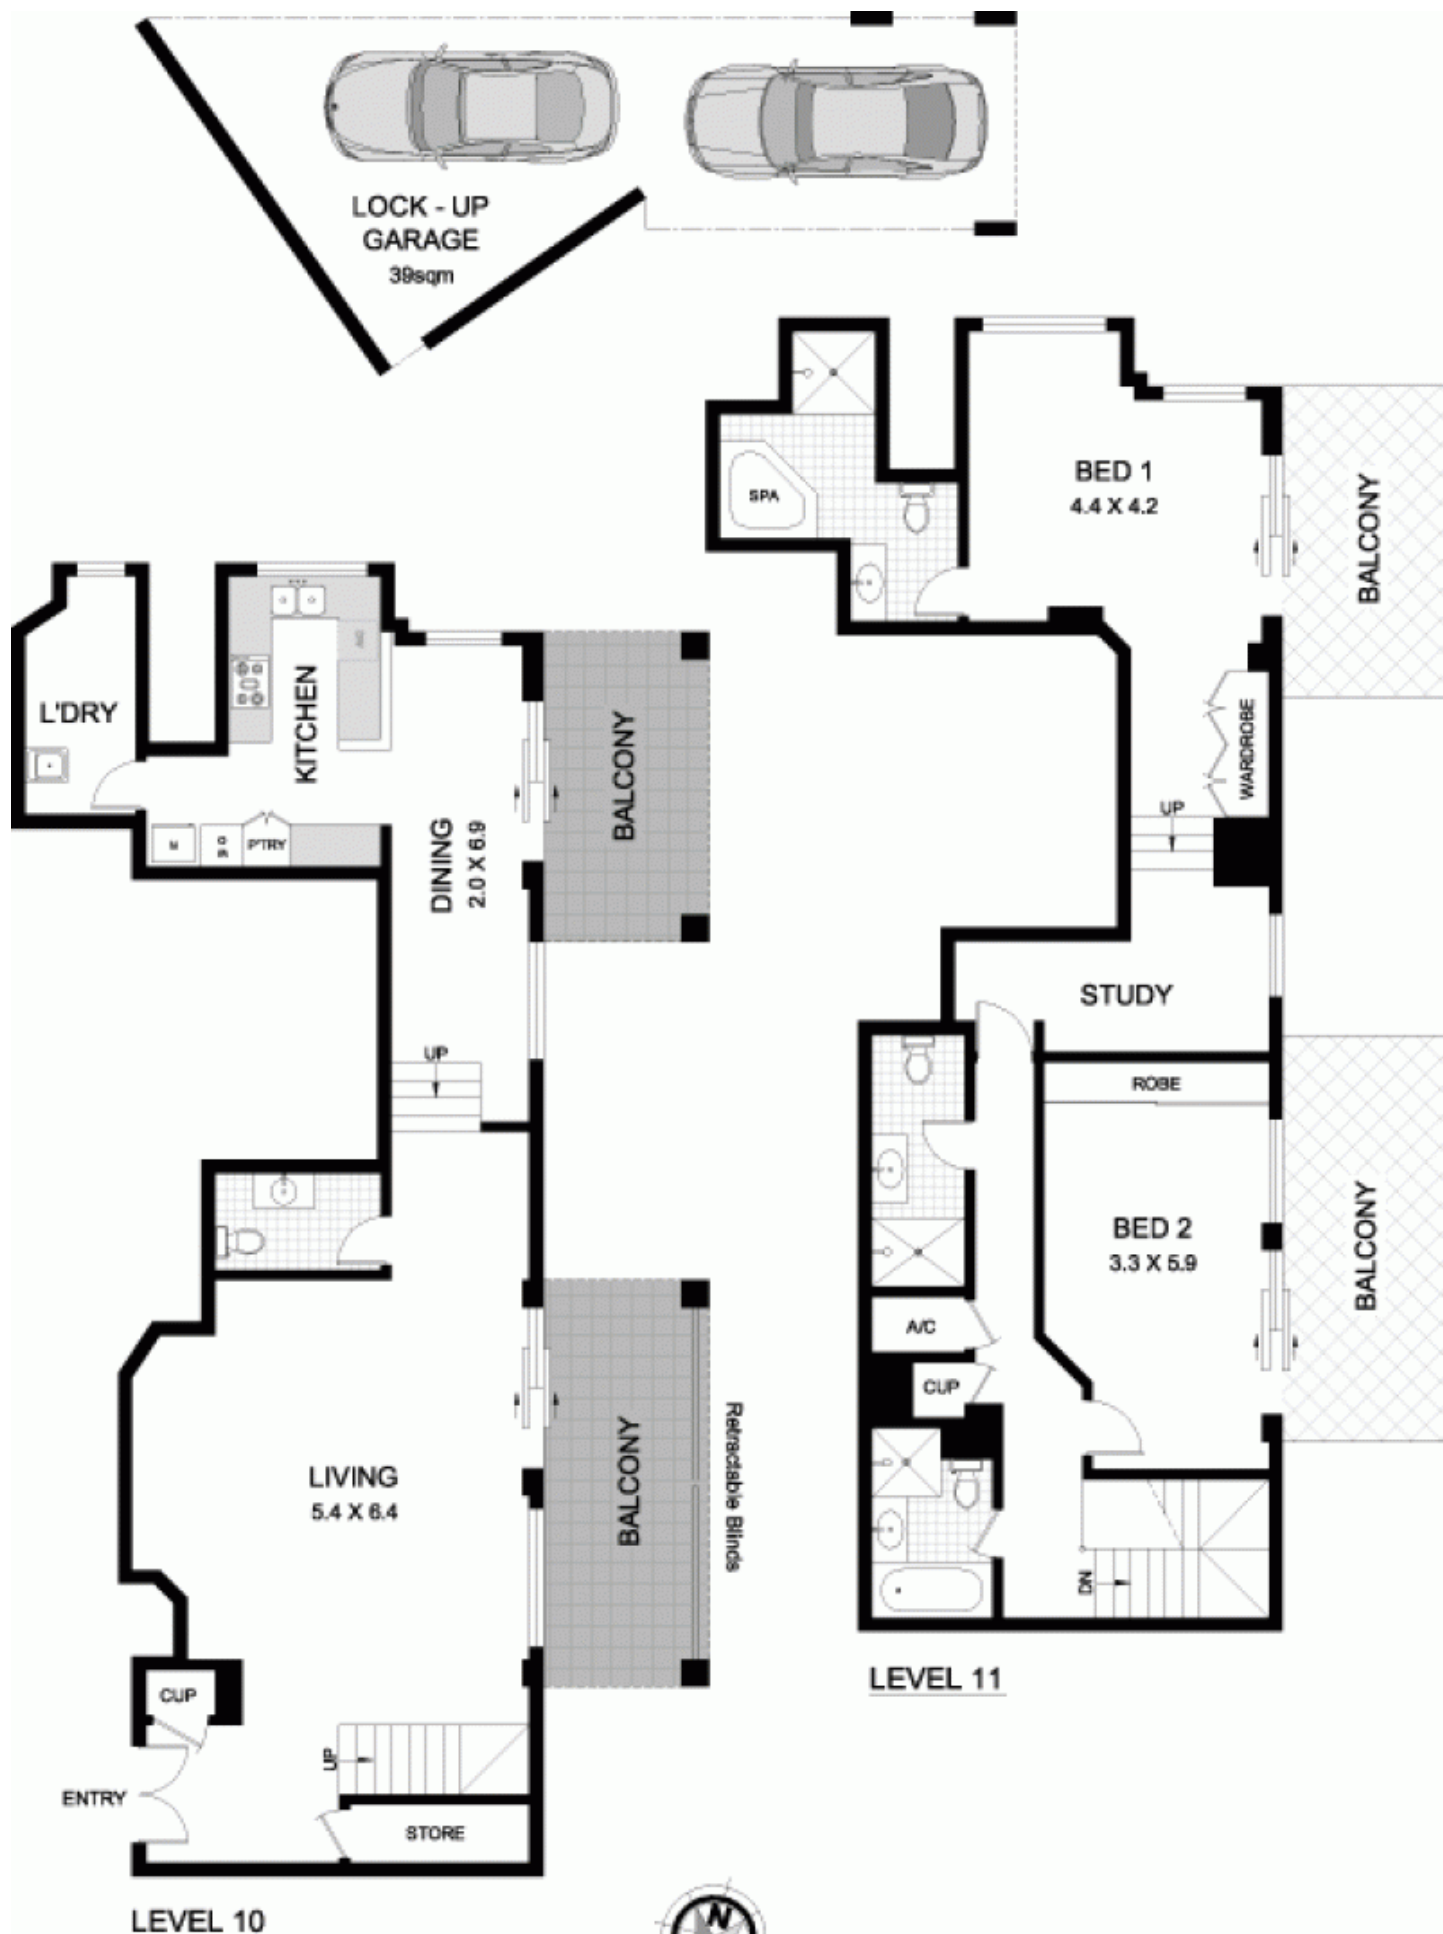 LOCK - UP
GARAGE
39sqm
SPA
BED 1
4.4 X 4.2
BALCONY
WARDROBE
UP
STUDY
ROBE
BED 2
3.3 X 5.9
BALCONY
A/C
CUP
DN
LEVEL 11
L'DRY
KITCHEN
P'TRY
DINING
2.0 X 6.9
BALCONY
UP
LIVING
5.4 X 6.4
BALCONY
Retractable Blinds
CUP
UP
ENTRY
STORE
LEVEL 10
N